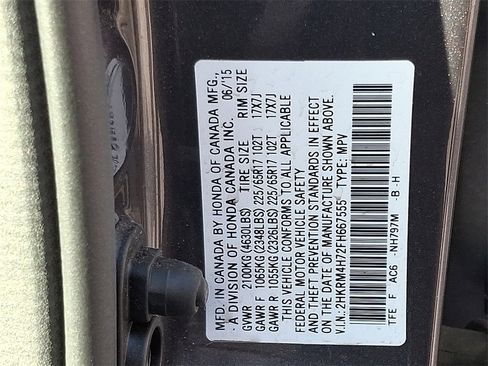 MFD. IN CANADA BY HONDA OF CANADA MFG.,
A DIVISION OF HONDA CANADA INC. 06/15
GVWR 2100KG(4630LBS) TIRE SIZE RIM SIZE
GAWR F 1065KG(2348LBS) 225/65R17 102T 17X7J
GAWR R 1055KG(2326LBS) 225/65R17 102T 17X7J
THIS VEHICLE CONFORMS TO ALL APPLICABLE
FEDERAL MOTOR VEHICLE SAFETY
AND THEFT PREVENTION STANDARDS IN EFFECT
ON THE DATE OF MANUFACTURE SHOWN ABOVE.
V.I.N.: 2HKRM4H72FH667555 TYPE: MPV
TFE F AC6 -NH797M -B -H